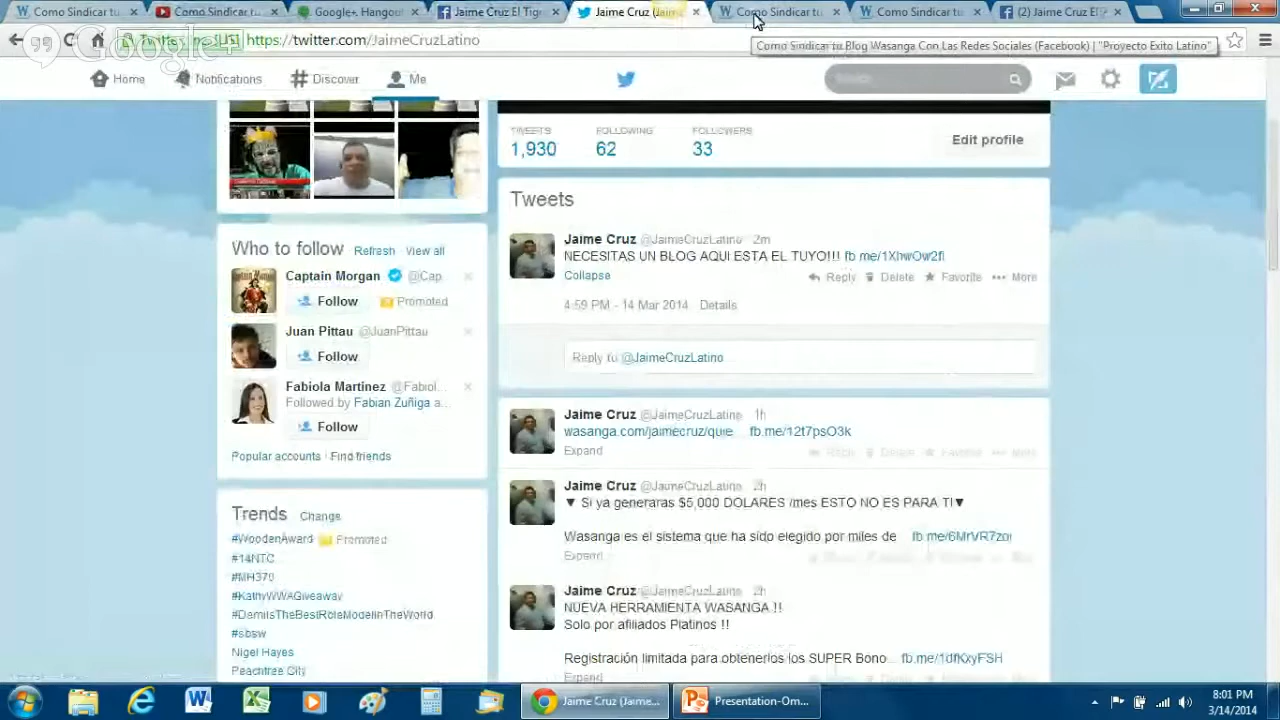 Como Sindicar tu
Como Sindicar tu
Google+ Hangout
Jaime Cruz El Tigr
Jaime Cruz (Jaim
Como Sindicar tu
Como Sindicar tu
(2) Jaime Cruz El
Google+
https://twitter.com/JaimeCruzLatino
Como Sindicar tu Blog Wasanga Con Las Redes Sociales (Facebook) | "Proyecto Exito Latino"
Home
Notifications
Discover
Me
TWEETS
1,930
FOLLOWING
62
FOLLOWERS
33
Edit profile
Who to follow Refresh · View all
Captain Morgan @Cap
Follow Promoted
Juan Pittau @JuanPittau
Follow
Fabiola Martinez @Fabiol...
Followed by Fabian Zuñiga a...
Follow
Popular accounts · Find friends
Trends Change
#WoodenAward Promoted
#14NTC
#MH370
#KathyWWAGiveaway
#DemiIsTheBestRoleModelInTheWorld
#sbsw
Nigel Hayes
Peachtree City
Tweets
Jaime Cruz @JaimeCruzLatino 2m
NECESITAS UN BLOG AQUI ESTA EL TUYO!!!
Collapse
Reply Delete Favorite More
4:59 PM - 14 Mar 2014 Details
Reply to @JaimeCruzLatino
Jaime Cruz @JaimeCruzLatino 1h
wasanga.com/jaimecruz/quie fb.me/12t7psO3k
Expand
Reply Delete Favorite More
Jaime Cruz @JaimeCruzLatino 2h
▼ Si ya generaras $5,000 DOLARES /mes ESTO NO ES PARA TI▼
Wasanga es el sistema que ha sido elegido por miles de fb.me/6MrVR7zoi
Expand
Jaime Cruz @JaimeCruzLatino 2h
NUEVA HERRAMIENTA WASANGA !!
Solo por afiliados Platinos !!
Registración limitada para obtenerlos los SUPER Bono fb.me/1dfKxyFSH
Expand
Jaime Cruz (Jaime...
Presentation-Om...
8:01 PM
3/14/2014